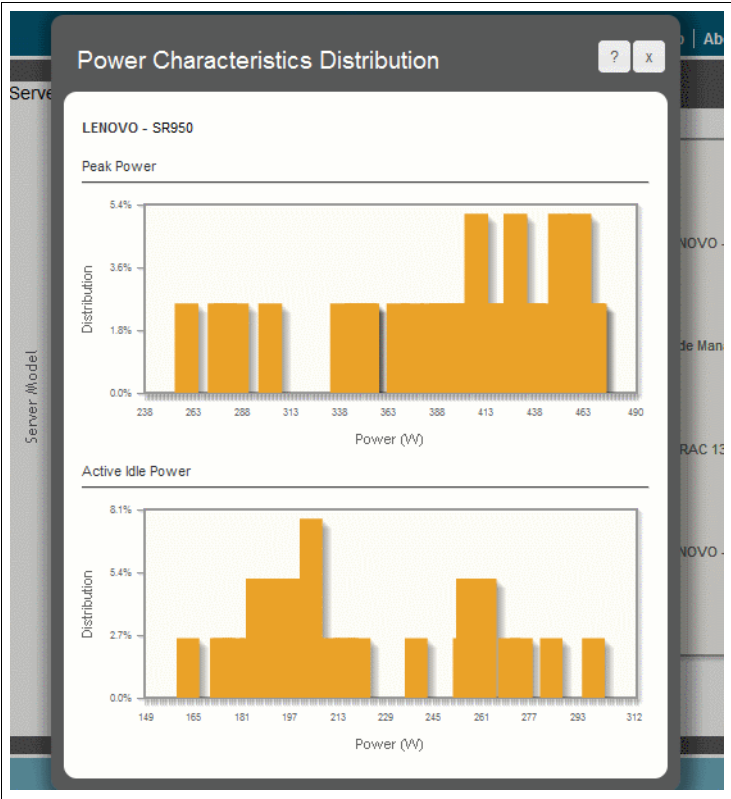 Power Characteristics Distribution
? x
Ab
Serve
LENOVO - SR950
Peak Power
5.4%
3.6%
1.8%
0.0%
Distribution
238 263 288 313 338 363 388 413 438 463 490
Power (W)
Server Model
NOVO -
de Man
RAC 13
NOVO -
Active Idle Power
8.1%
5.4%
2.7%
0.0%
Distribution
149 165 181 197 213 229 245 261 277 293 312
Power (W)